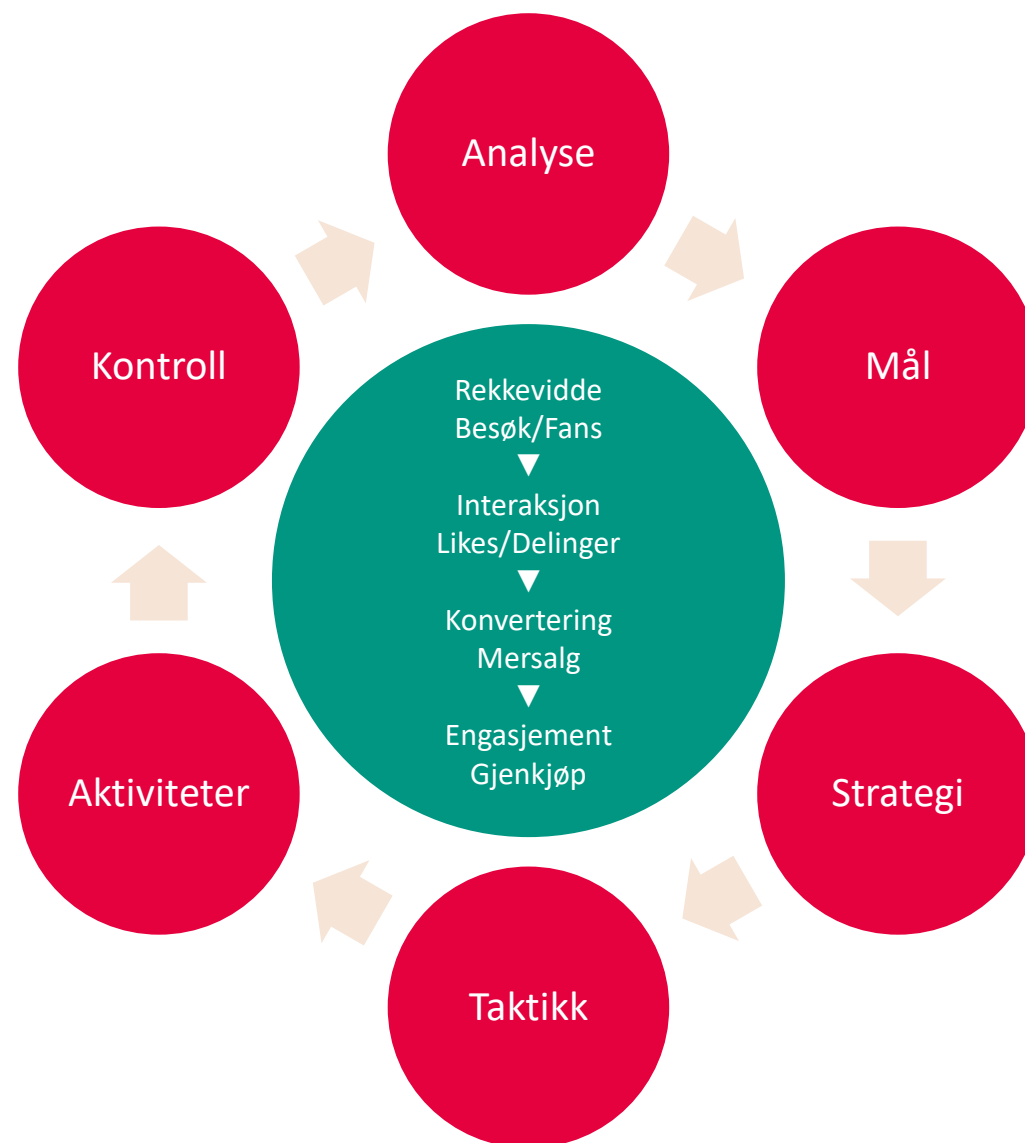 Analyse
Kontroll
Mål
Rekkevidde
Besøk/Fans
Interaksjon
Likes/Delinger
Konvertering
Mersalg
Engasjement
Gjenkjøp
Aktiviteter
Strategi
Taktikk